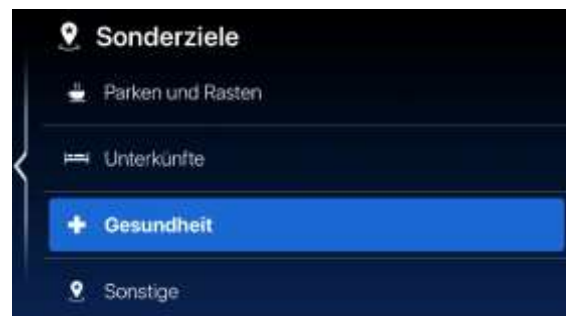 Sonderziele
Parken und Rasten
Unterkünfte
Gesundheit
Sonstige